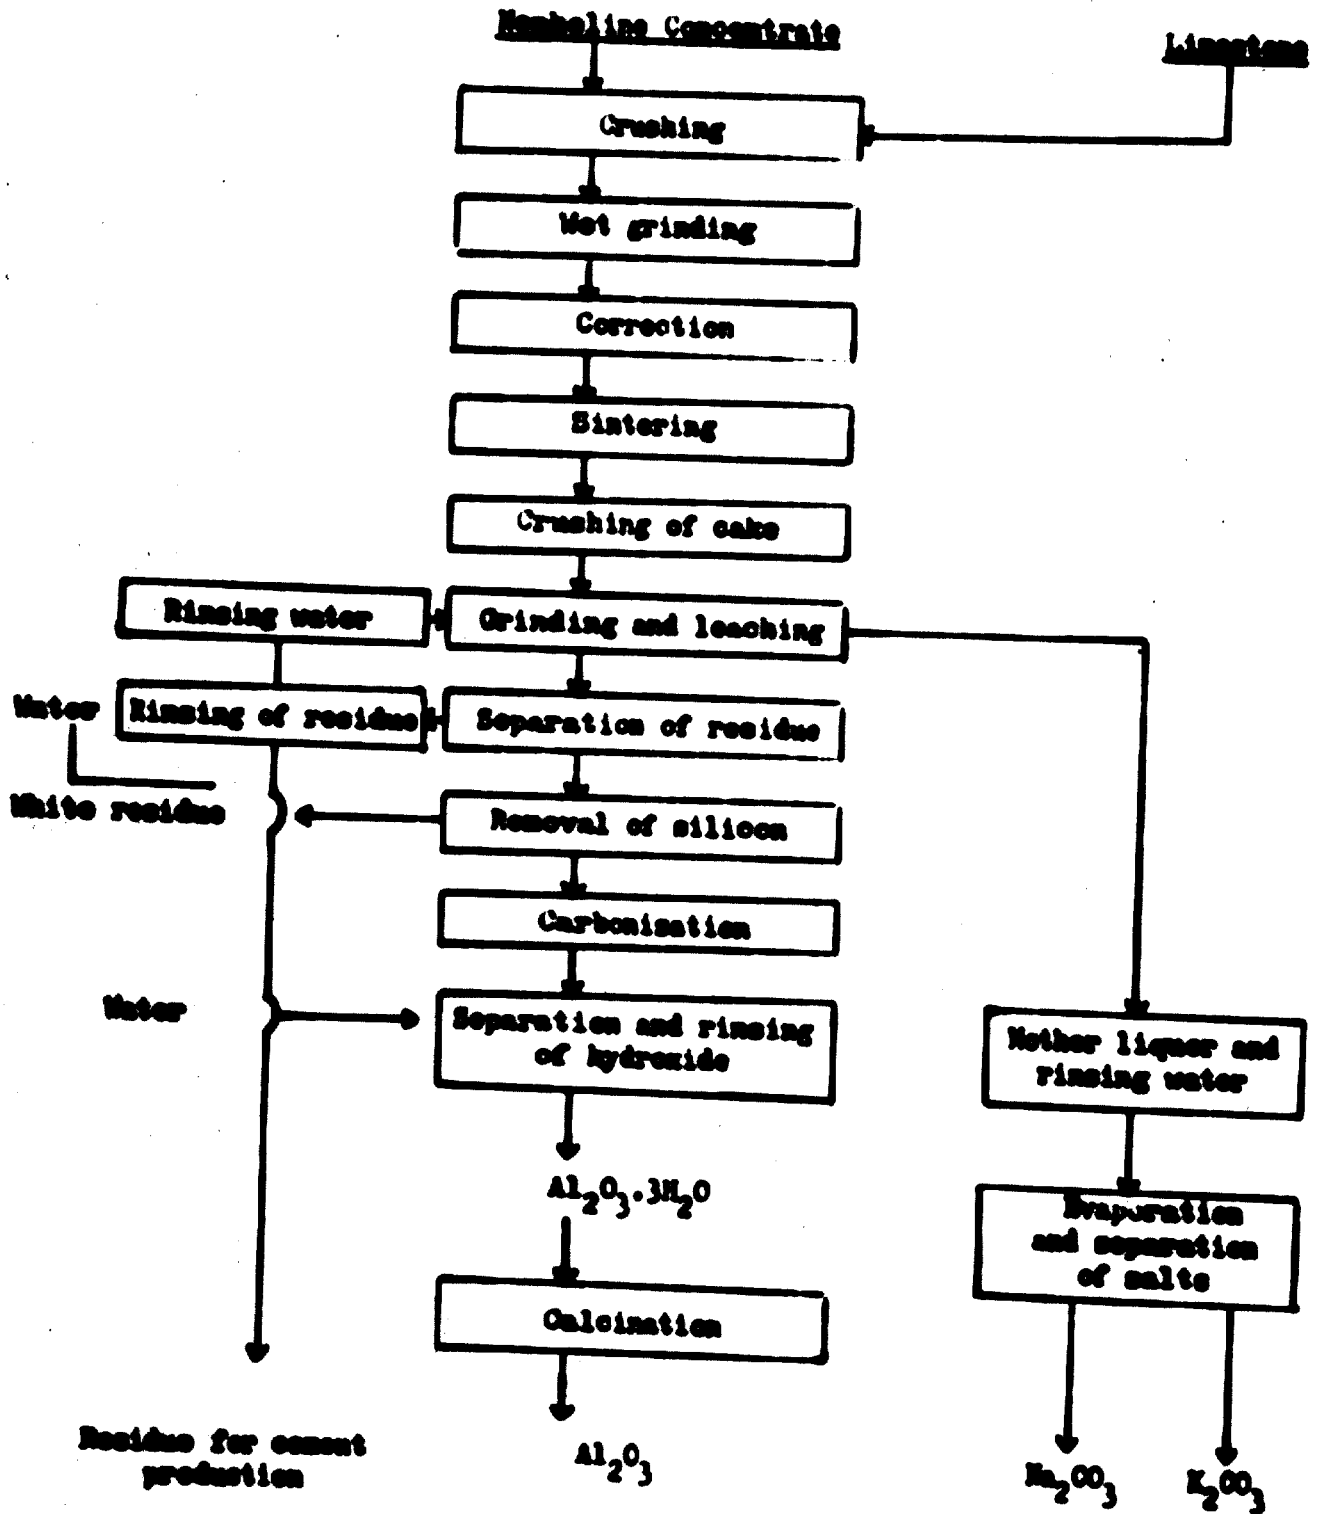 Nepheline Concentrate
Limestone
Crushing
Wet grinding
Correction
Sintering
Crushing of cake
Rinsing water
Grinding and leaching
Water
Rinsing of residue
Separation of residue
White residue
Removal of silicon
Carbonisation
Water
Separation and rinsing
of hydroxide
Mother liquor and
rinsing water
Al₂O₃.3H₂O
Evaporation
and separation
of salts
Calcination
Residue for cement
production
Al₂O₃
Na₂CO₃
K₂CO₃